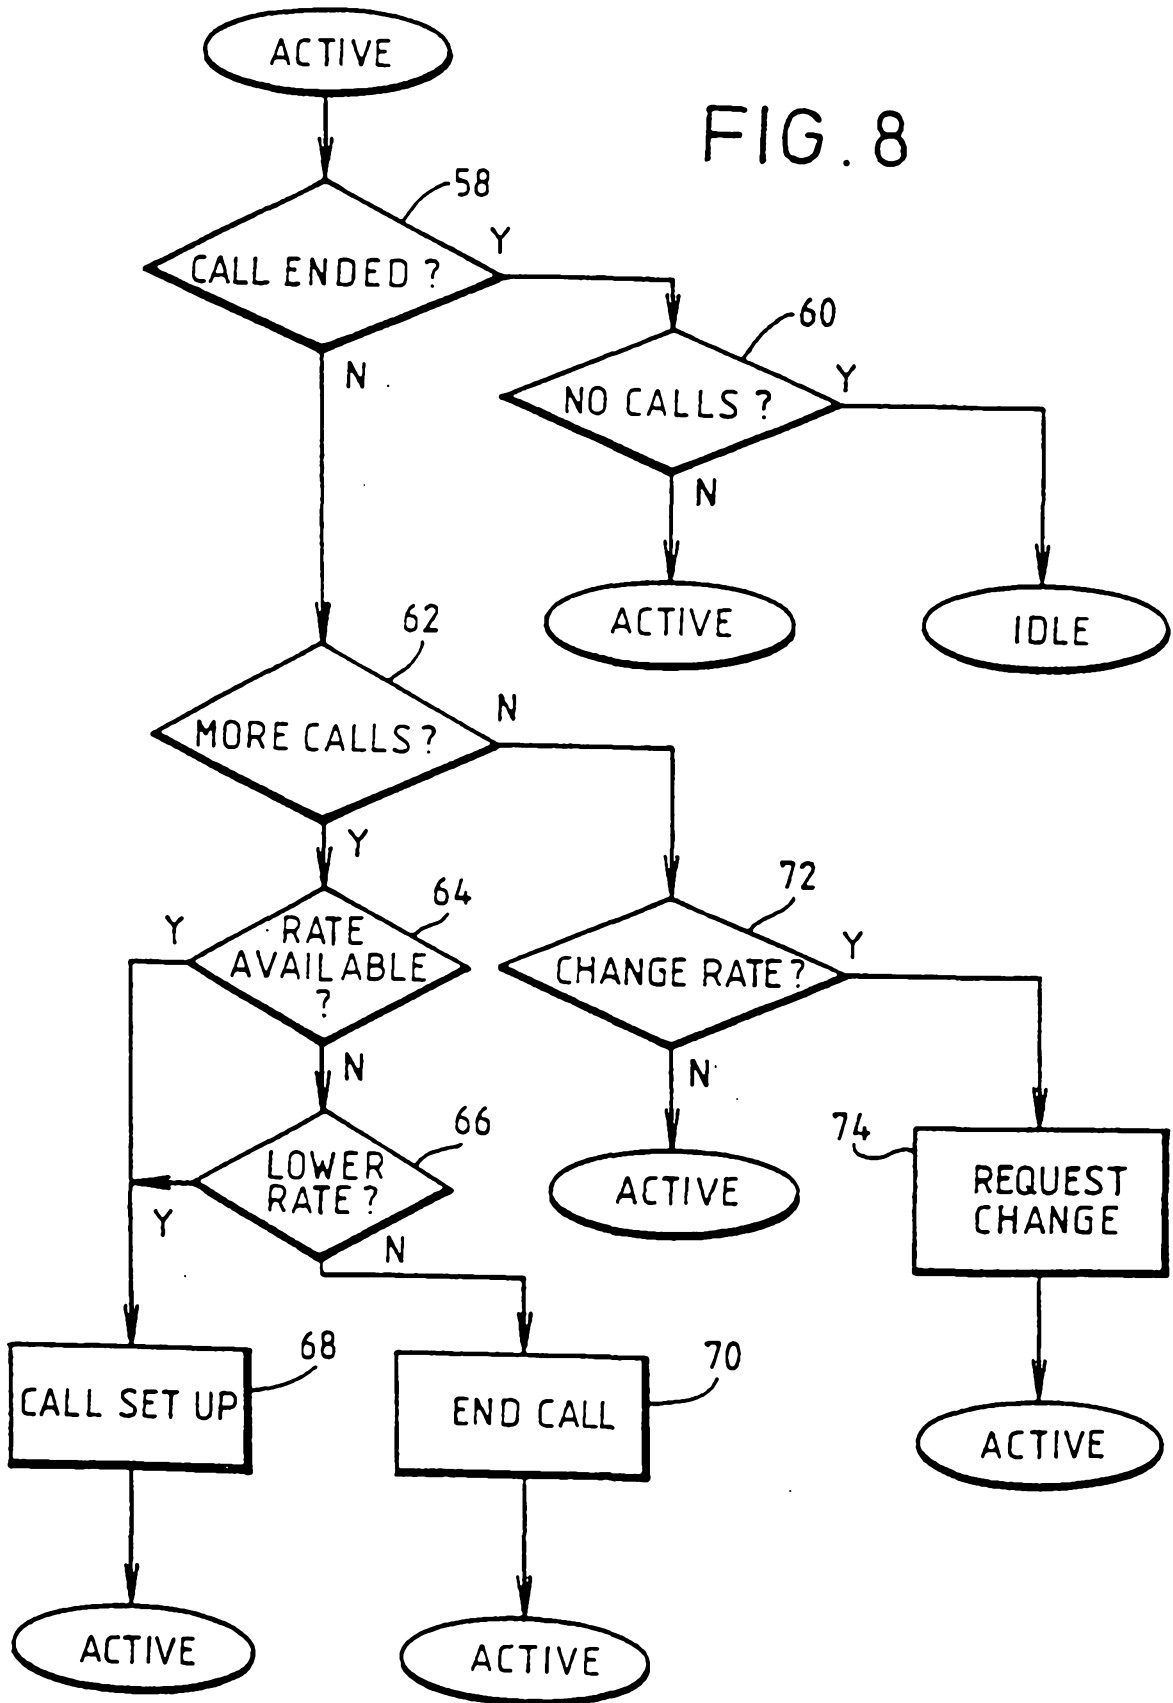 ACTIVE
FIG. 8
58
CALL ENDED ?
Y
N
60
NO CALLS ?
Y
N
ACTIVE
IDLE
62
MORE CALLS ?
N
Y
64
Y
RATE
AVAILABLE
?
N
72
CHANGE RATE ?
Y
N
66
LOWER
RATE ?
Y
N
ACTIVE
74
REQUEST
CHANGE
68
CALL SET UP
70
END CALL
ACTIVE
ACTIVE
ACTIVE